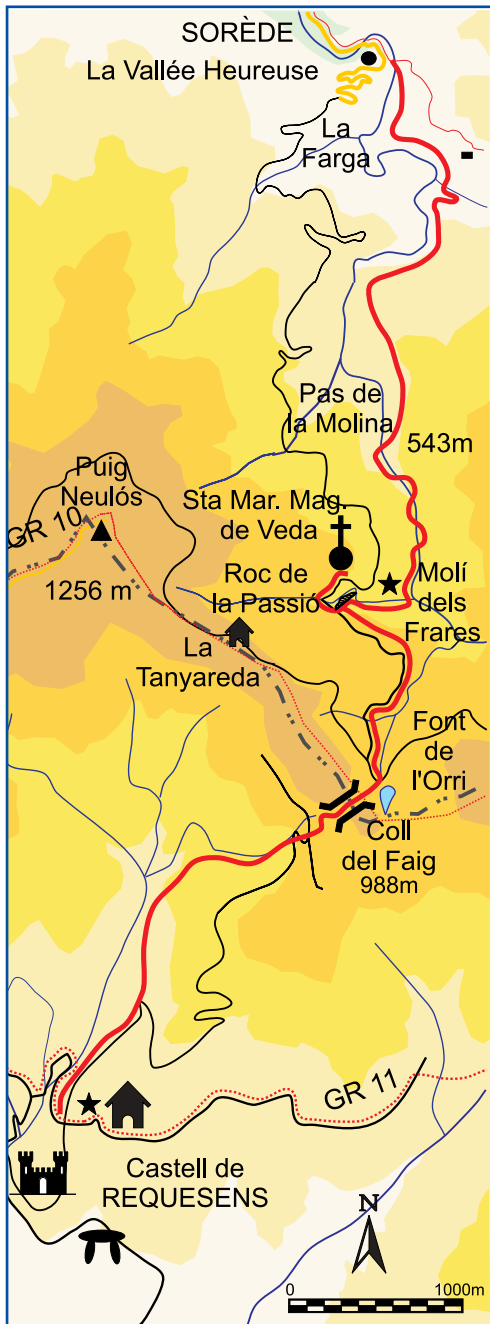 SORÈDE
La Vallée Heureuse
La
Farga
Pas de
la Molina
543m
Puig
Neulós
GR 10
1256 m
Sta Mar. Mag.
de Veda
Roc de
la Passió
Molí
dels
Frares
La
Tanyareda
Font
de
l'Orri
Coll
del Faig
988m
GR 11
Castell de
REQUESENS
N
0 1000m